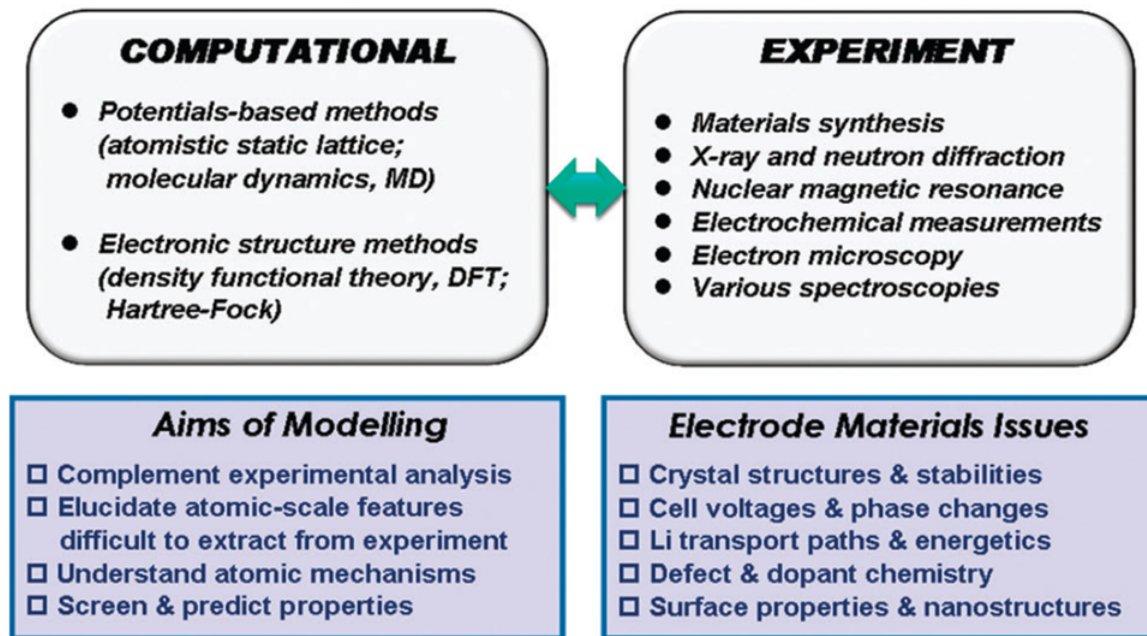 COMPUTATIONAL
● Potentials-based methods
(atomistic static lattice;
molecular dynamics, MD)
● Electronic structure methods
(density functional theory, DFT;
Hartree-Fock)
EXPERIMENT
● Materials synthesis
● X-ray and neutron diffraction
● Nuclear magnetic resonance
● Electrochemical measurements
● Electron microscopy
● Various spectroscopies
Aims of Modelling
□ Complement experimental analysis
□ Elucidate atomic-scale features
difficult to extract from experiment
□ Understand atomic mechanisms
□ Screen & predict properties
Electrode Materials Issues
□ Crystal structures & stabilities
□ Cell voltages & phase changes
□ Li transport paths & energetics
□ Defect & dopant chemistry
□ Surface properties & nanostructures